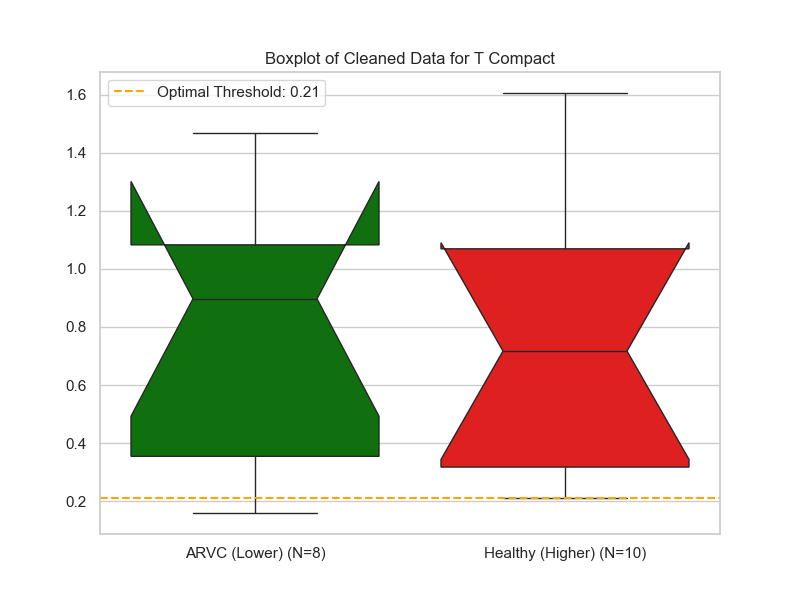 Boxplot of Cleaned Data for T Compact
Optimal Threshold: 0.21
1.6
1.4
1.2
1.0
0.8
0.6
0.4
0.2
ARVC (Lower) (N=8)
Healthy (Higher) (N=10)